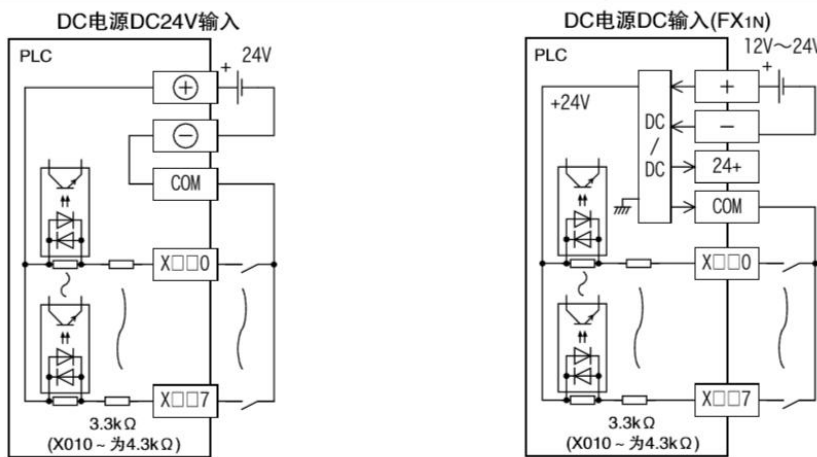 DC电源DC24V输入
PLC
24V
+
⊕
⊖
COM
X□□0
X□□7
3.3kΩ
(X010 ~ 为4.3kΩ)
DC电源DC输入(FX1N)
12V～24V
PLC
+
+24V
DC
/
DC
+
−
24+
COM
X□□0
X□□7
3.3kΩ
(X010 ~ 为4.3kΩ)